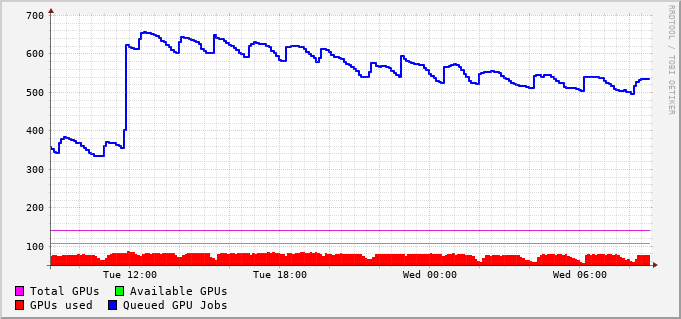 700
600
500
400
300
200
100
Tue 12:00 Tue 18:00 Wed 00:00 Wed 06:00
Total GPUs Available GPUs
GPUs used Queued GPU Jobs
RRDTOOL / TOBI OETIKER